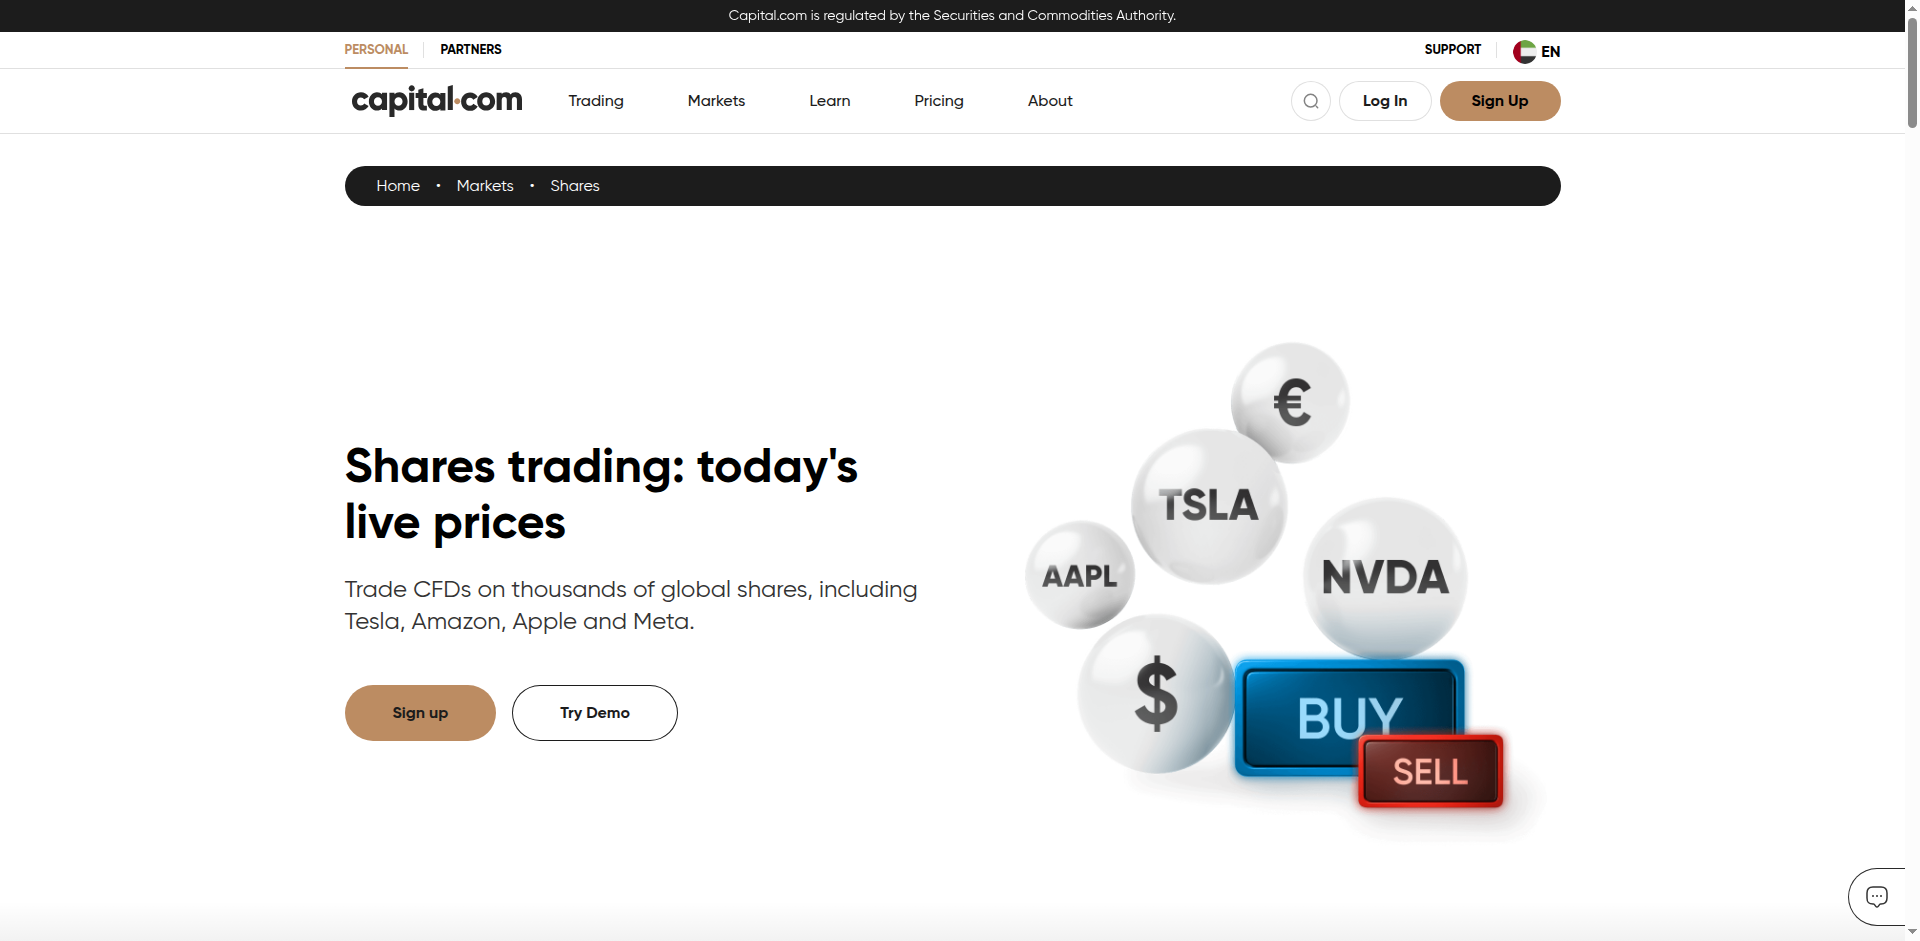 Capital.com is regulated by the Securities and Commodities Authority.
PERSONAL
PARTNERS
SUPPORT
EN
capital.com
Trading
Markets
Learn
Pricing
About
Log In
Sign Up
Home • Markets • Shares
€
TSLA
AAPL
NVDA
$
BUY
SELL
Shares trading: today's
live prices
Trade CFDs on thousands of global shares, including
Tesla, Amazon, Apple and Meta.
Sign up
Try Demo